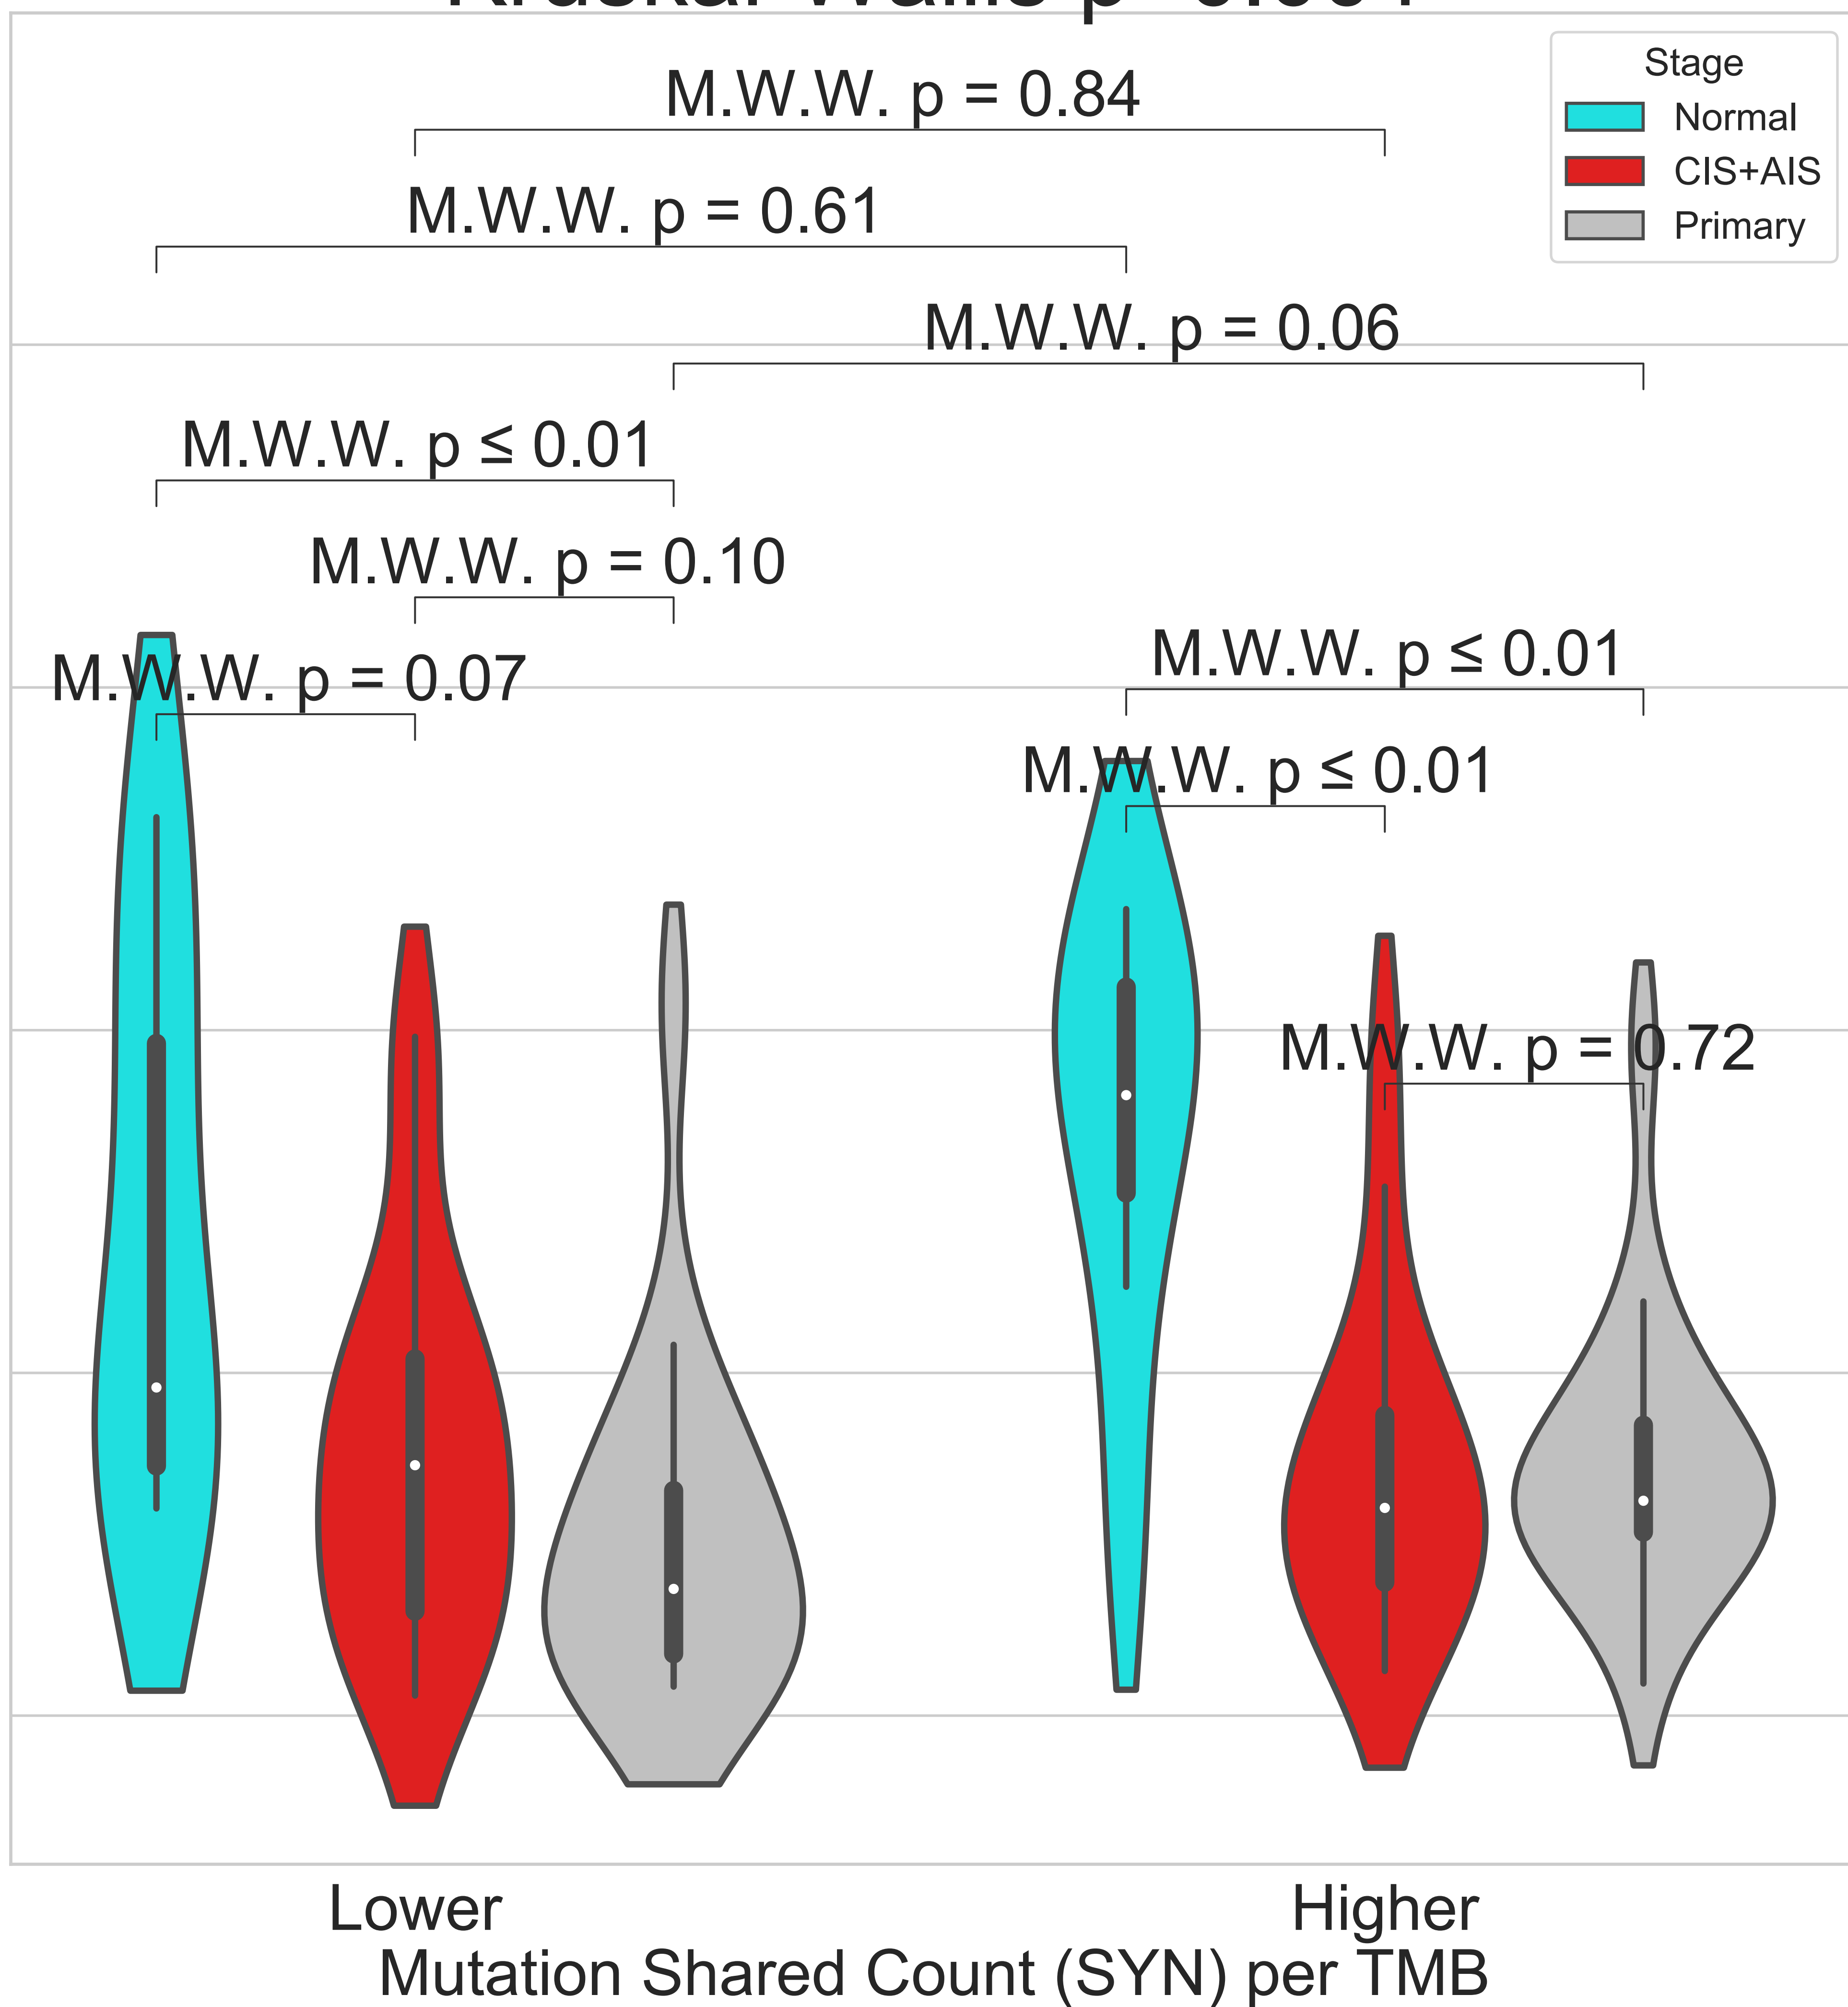 Stage
Normal
CIS+AIS
Primary
M.W.W. p = 0.84
M.W.W. p = 0.61
M.W.W. p = 0.06
M.W.W. p ≤ 0.01
M.W.W. p = 0.10
M.W.W. p = 0.07
M.W.W. p ≤ 0.01
M.W.W. p ≤ 0.01
M.W.W. p = 0.72
Lower
Higher
Mutation Shared Count (SYN) per TMB